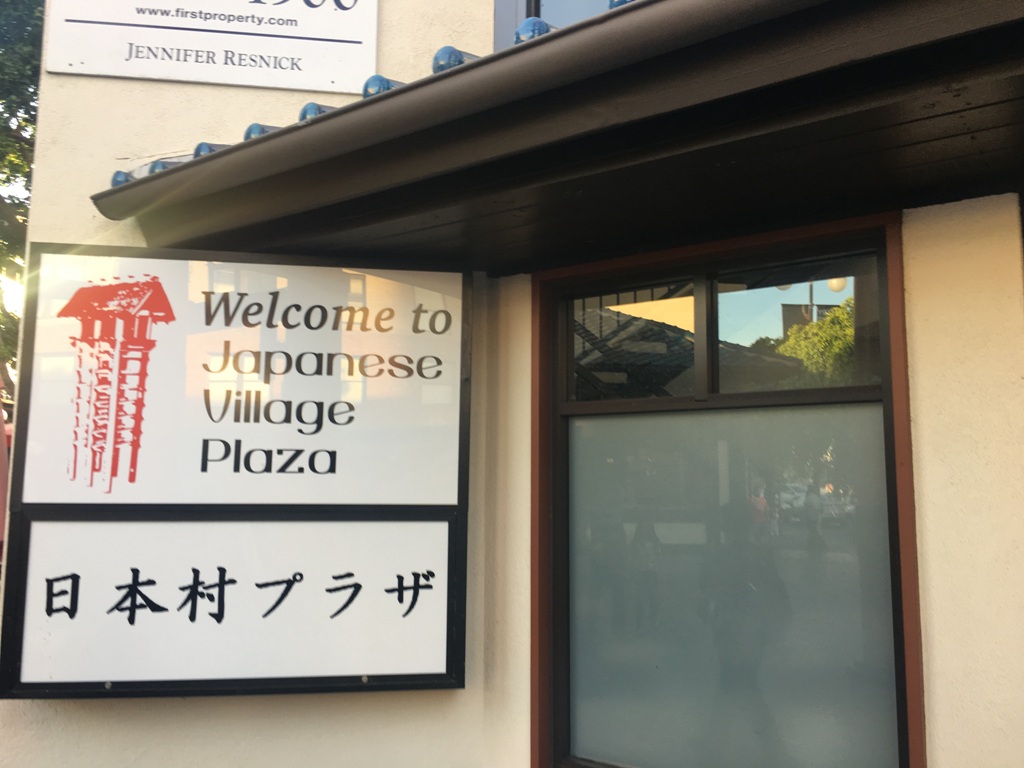 www.firstproperty.com
JENNIFER RESNICK
Welcome to
Japanese
Village
Plaza
日本村プラザ